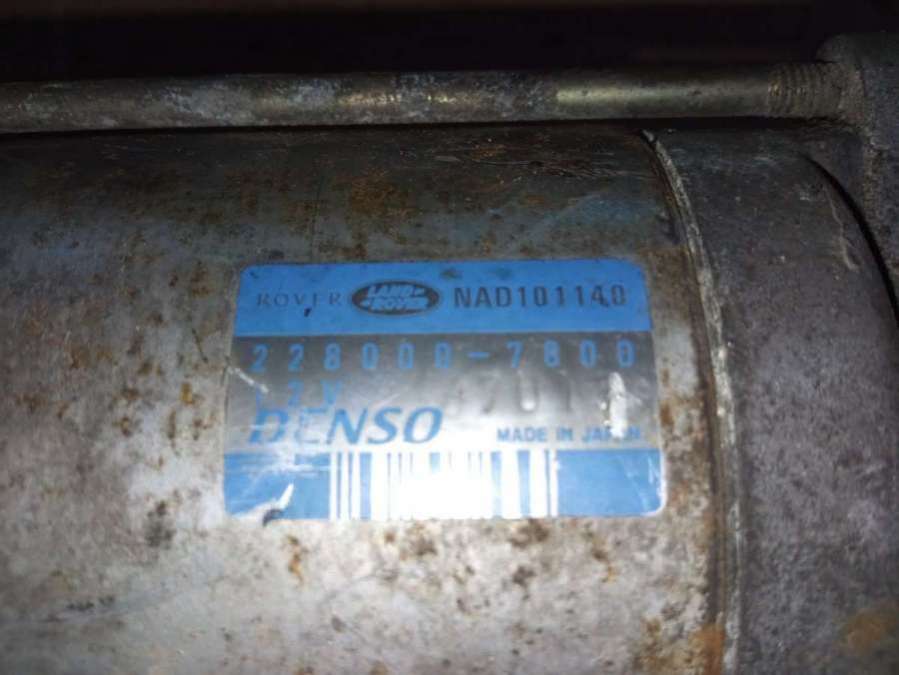 ROVER LAND ROVER NAD101140
228000-7800
12V
DENSO MADE IN JAPAN